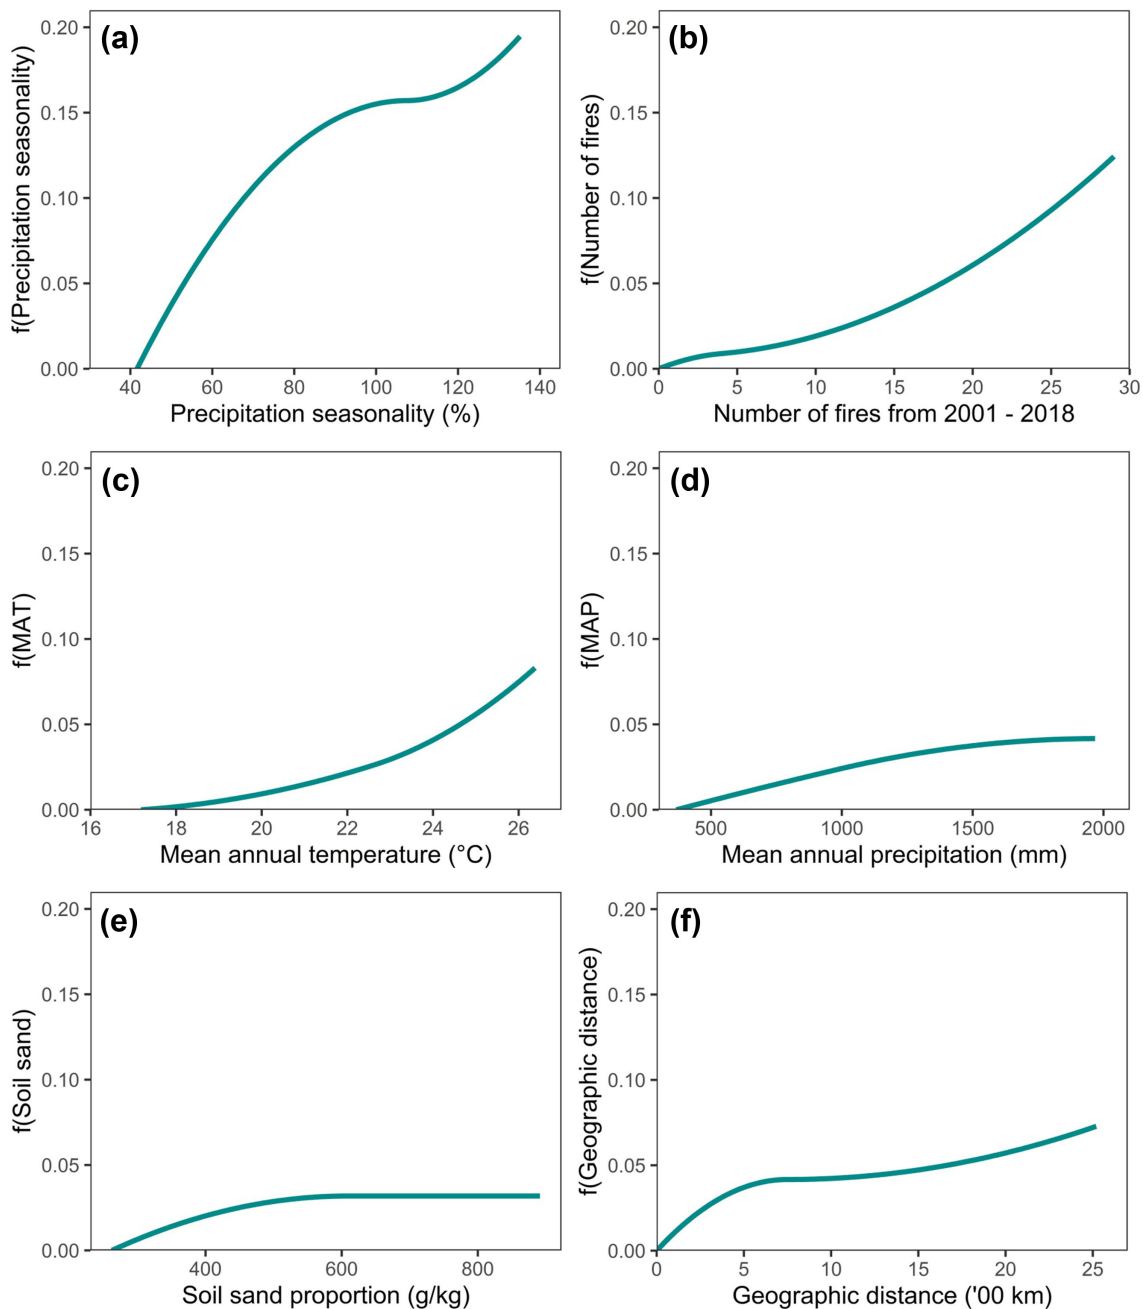 (a)
f(Precipitation seasonality)
0.20
0.15
0.10
0.05
0.00
40 60 80 100 120 140
Precipitation seasonality (%)
(b)
f(Number of fires)
0.20
0.15
0.10
0.05
0.00
0 5 10 15 20 25 30
Number of fires from 2001 - 2018
(c)
f(MAT)
0.20
0.15
0.10
0.05
0.00
16 18 20 22 24 26
Mean annual temperature (°C)
(d)
f(MAP)
0.20
0.15
0.10
0.05
0.00
500 1000 1500 2000
Mean annual precipitation (mm)
(e)
f(Soil sand)
0.20
0.15
0.10
0.05
0.00
400 600 800
Soil sand proportion (g/kg)
(f)
f(Geographic distance)
0.20
0.15
0.10
0.05
0.00
0 5 10 15 20 25
Geographic distance ('00 km)